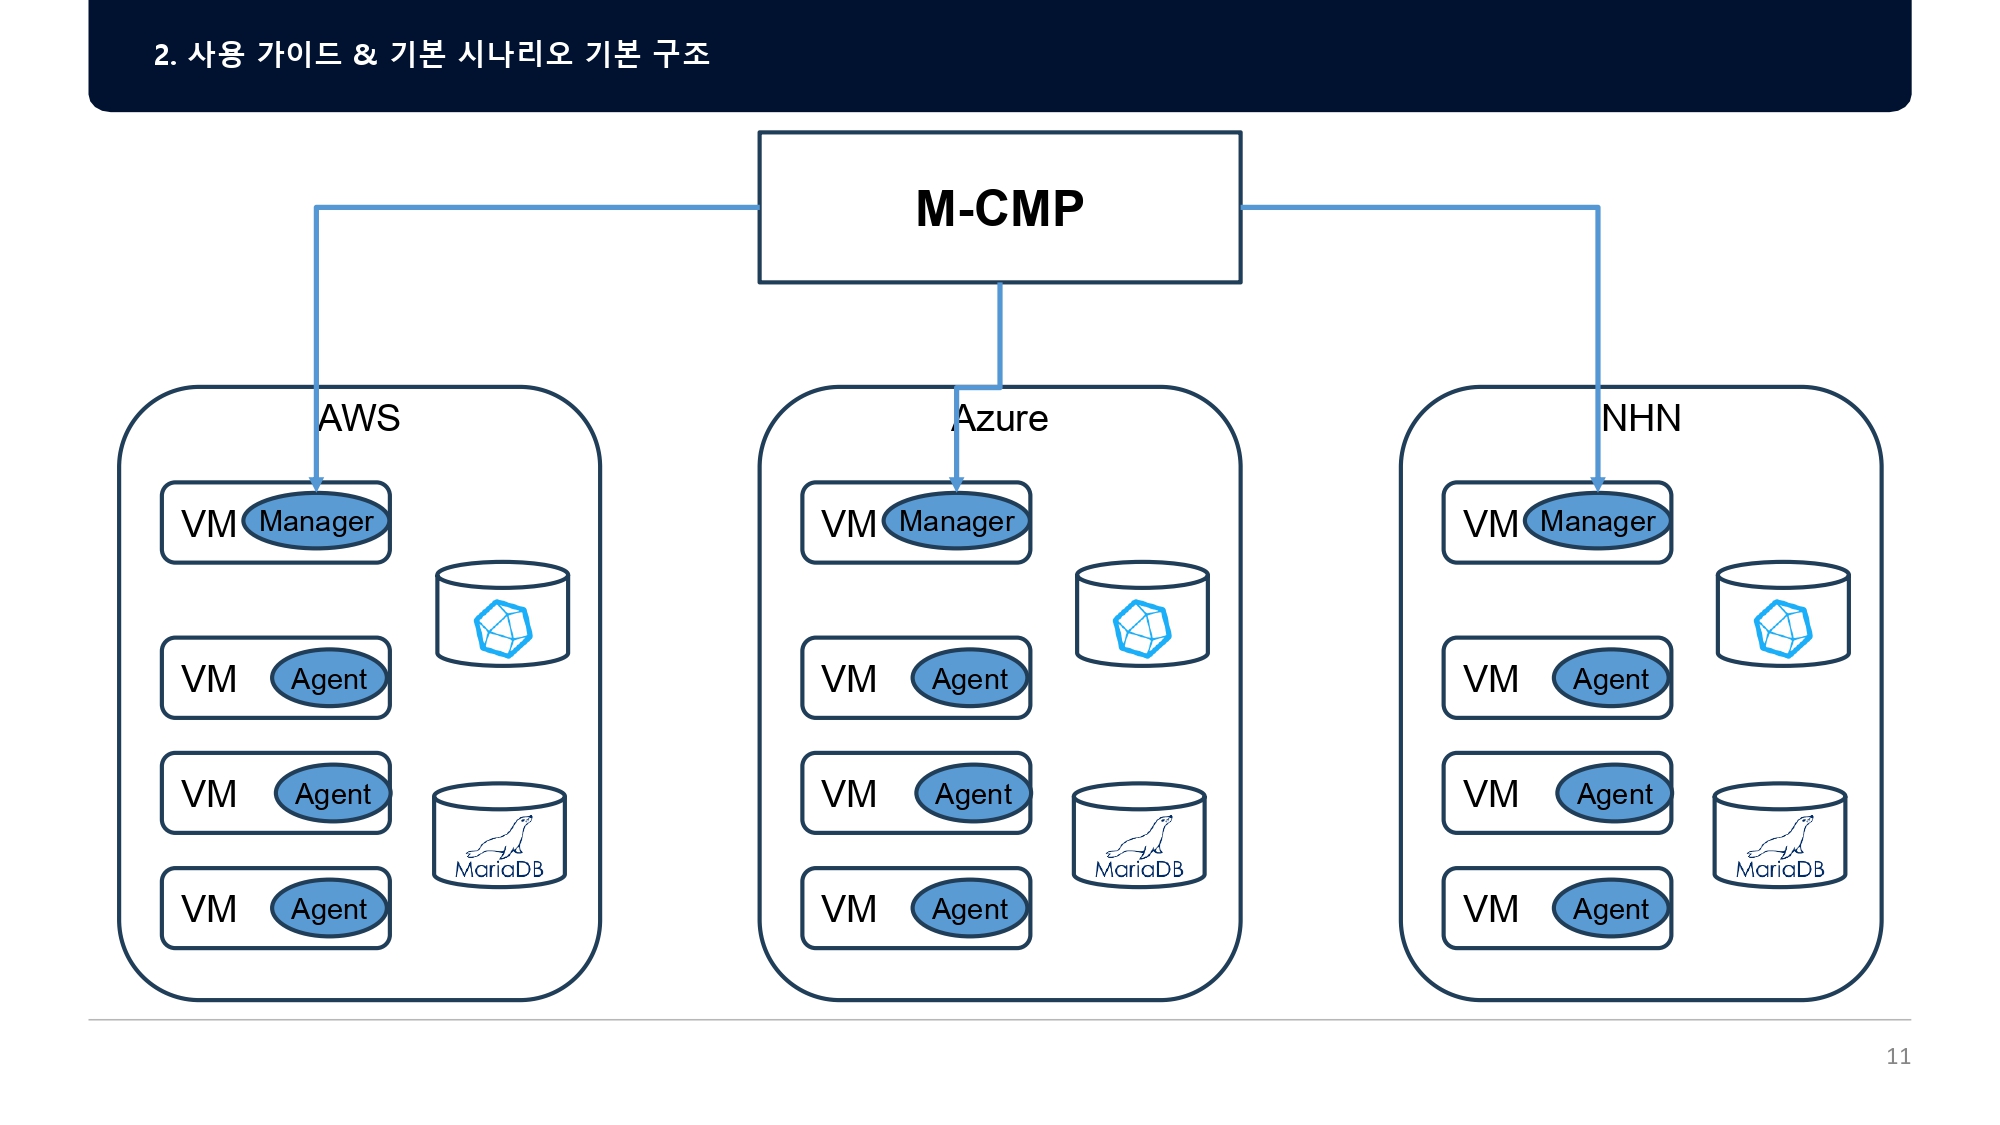 2. 사용 가이드 & 기본 시나리오 기본 구조
M-CMP
AWS
VM Manager
VM Agent
VM Agent
MariaDB
VM Agent
Azure
VM Manager
VM Agent
VM Agent
MariaDB
VM Agent
NHN
VM Manager
VM Agent
VM Agent
MariaDB
VM Agent
11